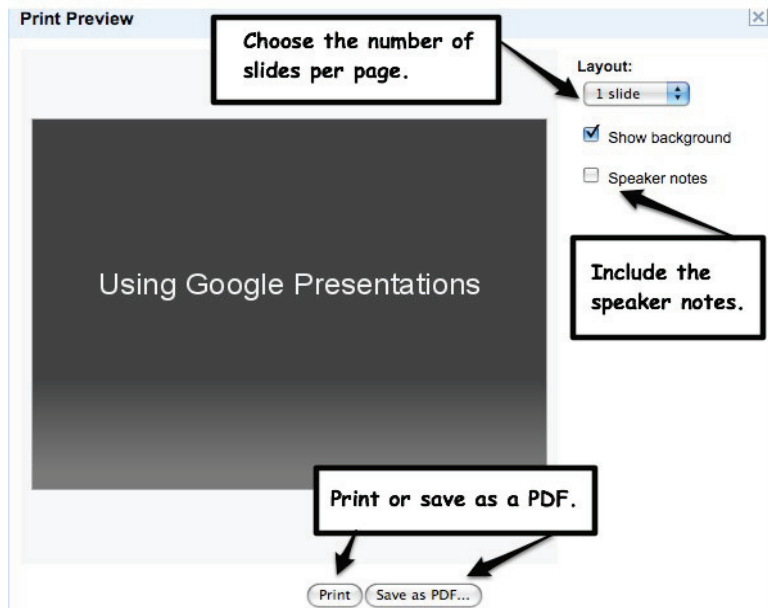 Print Preview
Choose the number of
slides per page.
Layout:
1 slide
Show background
Speaker notes
Using Google Presentations
Include the
speaker notes.
Print or save as a PDF.
Print
Save as PDF...